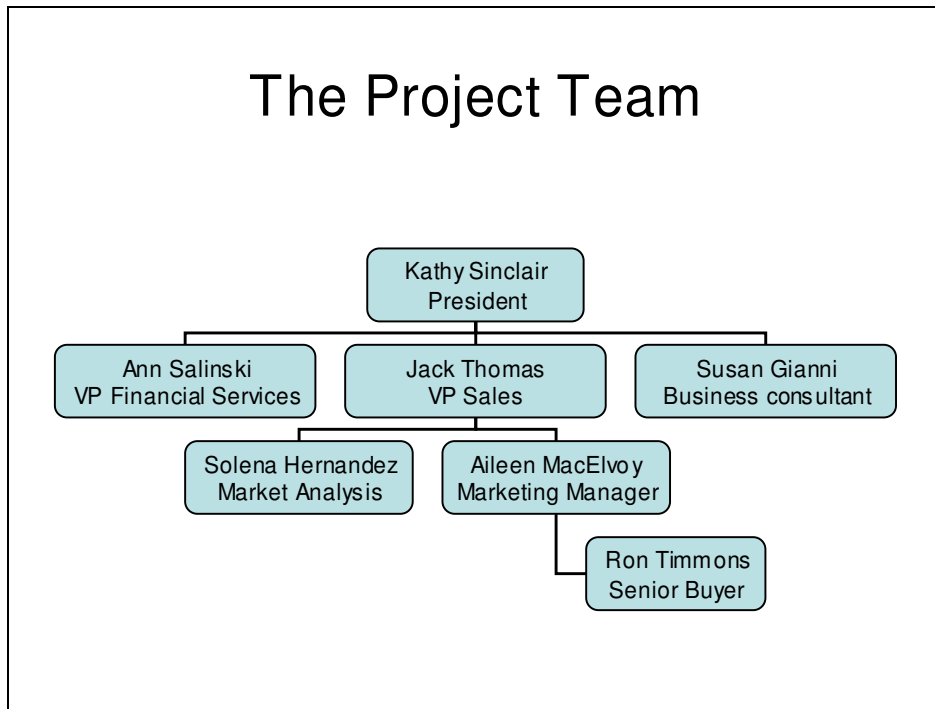 The Project Team
Kathy Sinclair
President
Ann Salinski
VP Financial Services
Jack Thomas
VP Sales
Susan Gianni
Business consultant
Solena Hernandez
Market Analysis
Aileen MacElvoy
Marketing Manager
Ron Timmons
Senior Buyer